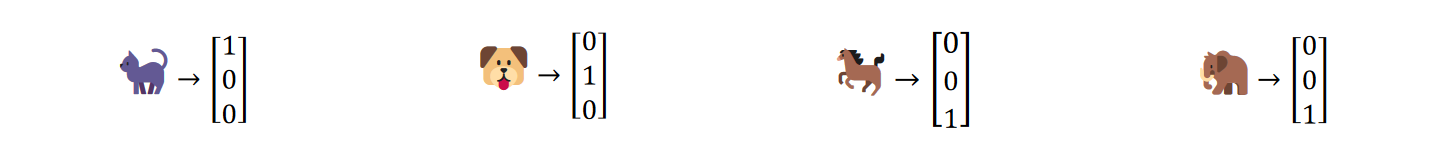 → [1 0 0]
→ [0 1 0]
→ [0 0 1]
→ [0 0 1]